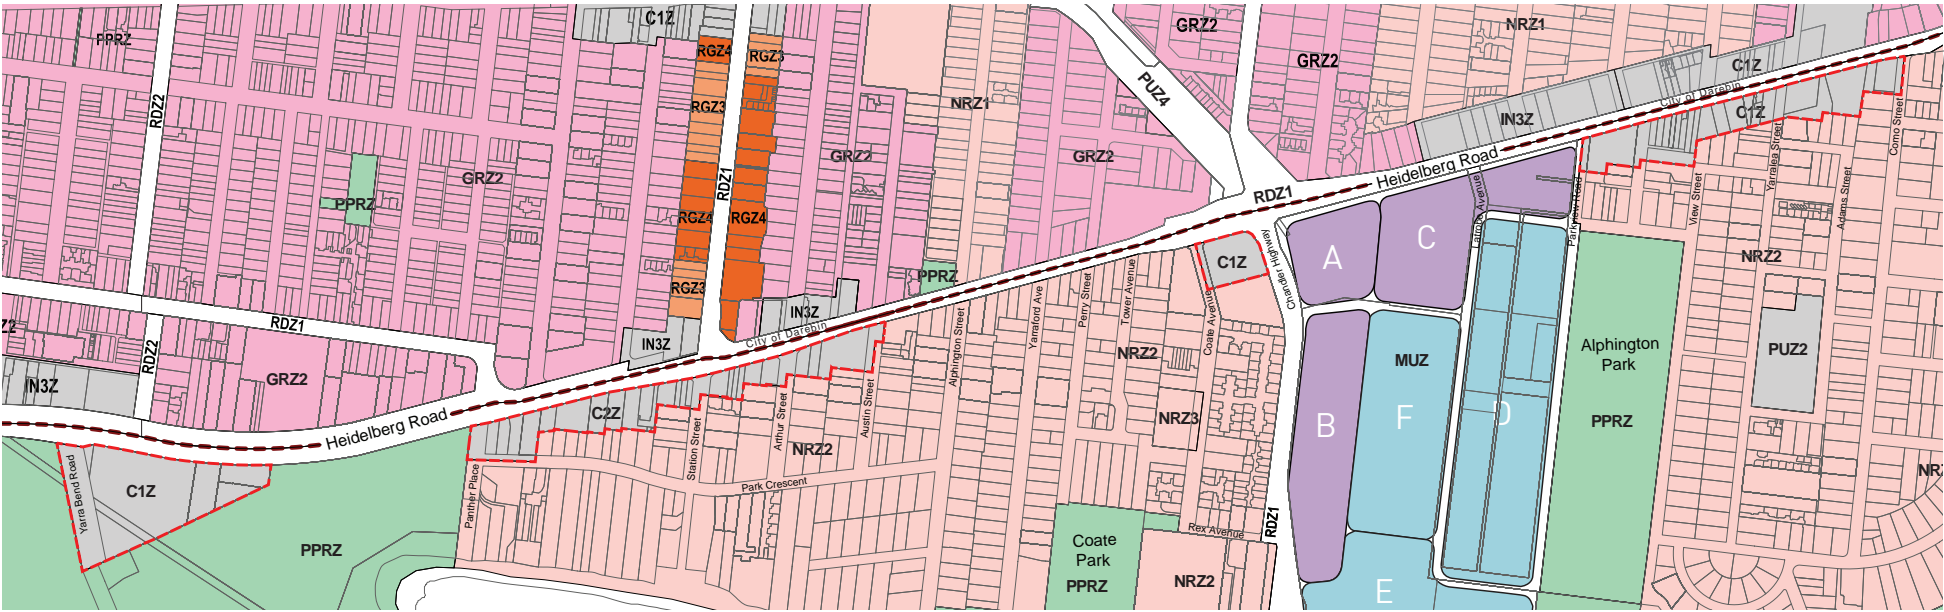 PPRZ
RDZ2
C1Z
RGZ4
RGZ3
RGZ3
RDZ1
GRZ2
PPRZ
GRZ2
RGZ4
RGZ4
RGZ3
NRZ1
GRZ2
PUZ4
GRZ2
GRZ2
NRZ1
C1Z
City of Darebin
C1Z
IN3Z
Heidelberg Road
RDZ1
PPRZ
IN3Z
City of Darebin
IN3Z
RDZ1
Z2
RDZ2
IN3Z
GRZ2
Heidelberg Road
C2Z
Yarra Bend Road
C1Z
PPRZ
Panther Place
Station Street
Arthur Street
Austin Street
NRZ2
Park Crescent
Alphington Street
Yarraford Ave
Perry Street
Tower Avenue
Coate Avenue
C1Z
Chandler Highway
NRZ2
NRZ3
Rex Avenue
Coate
Park
PPRZ
NRZ2
RDZ1
A
C
Latrobe Avenue
Parkview Road
B
MUZ
F
D
E
Alphington
Park
PPRZ
View Street
Yarralea Street
Adams Street
Como Street
NRZ2
PUZ2
NRZ